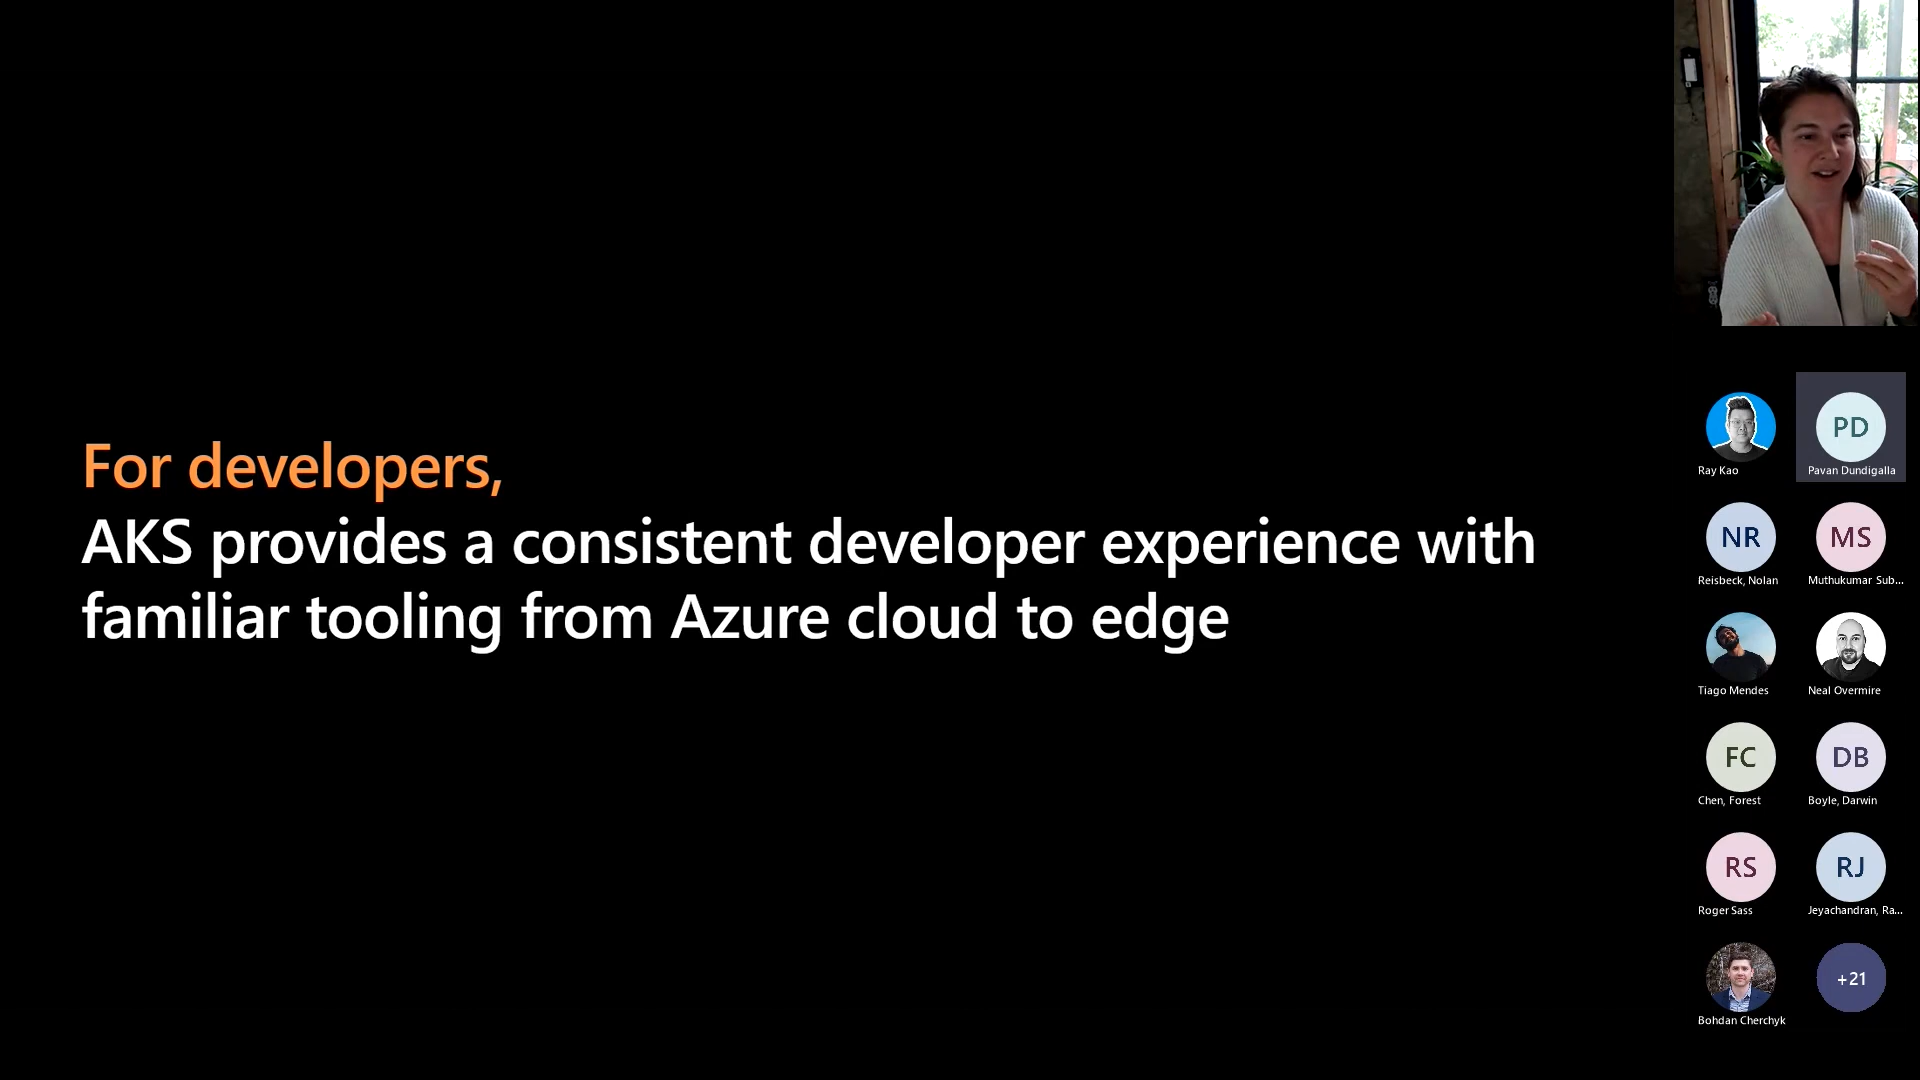 For developers,
AKS provides a consistent developer experience with
familiar tooling from Azure cloud to edge
Ray Kao
PD
Pavan Dundigalla
NR
Reisbeck, Nolan
MS
Muthukumar Sub...
Tiago Mendes
Neal Overmire
FC
Chen, Forest
DB
Boyle, Darwin
RS
Roger Sass
RJ
Jeyachandran, Ra...
Bohdan Cherchyk
+21